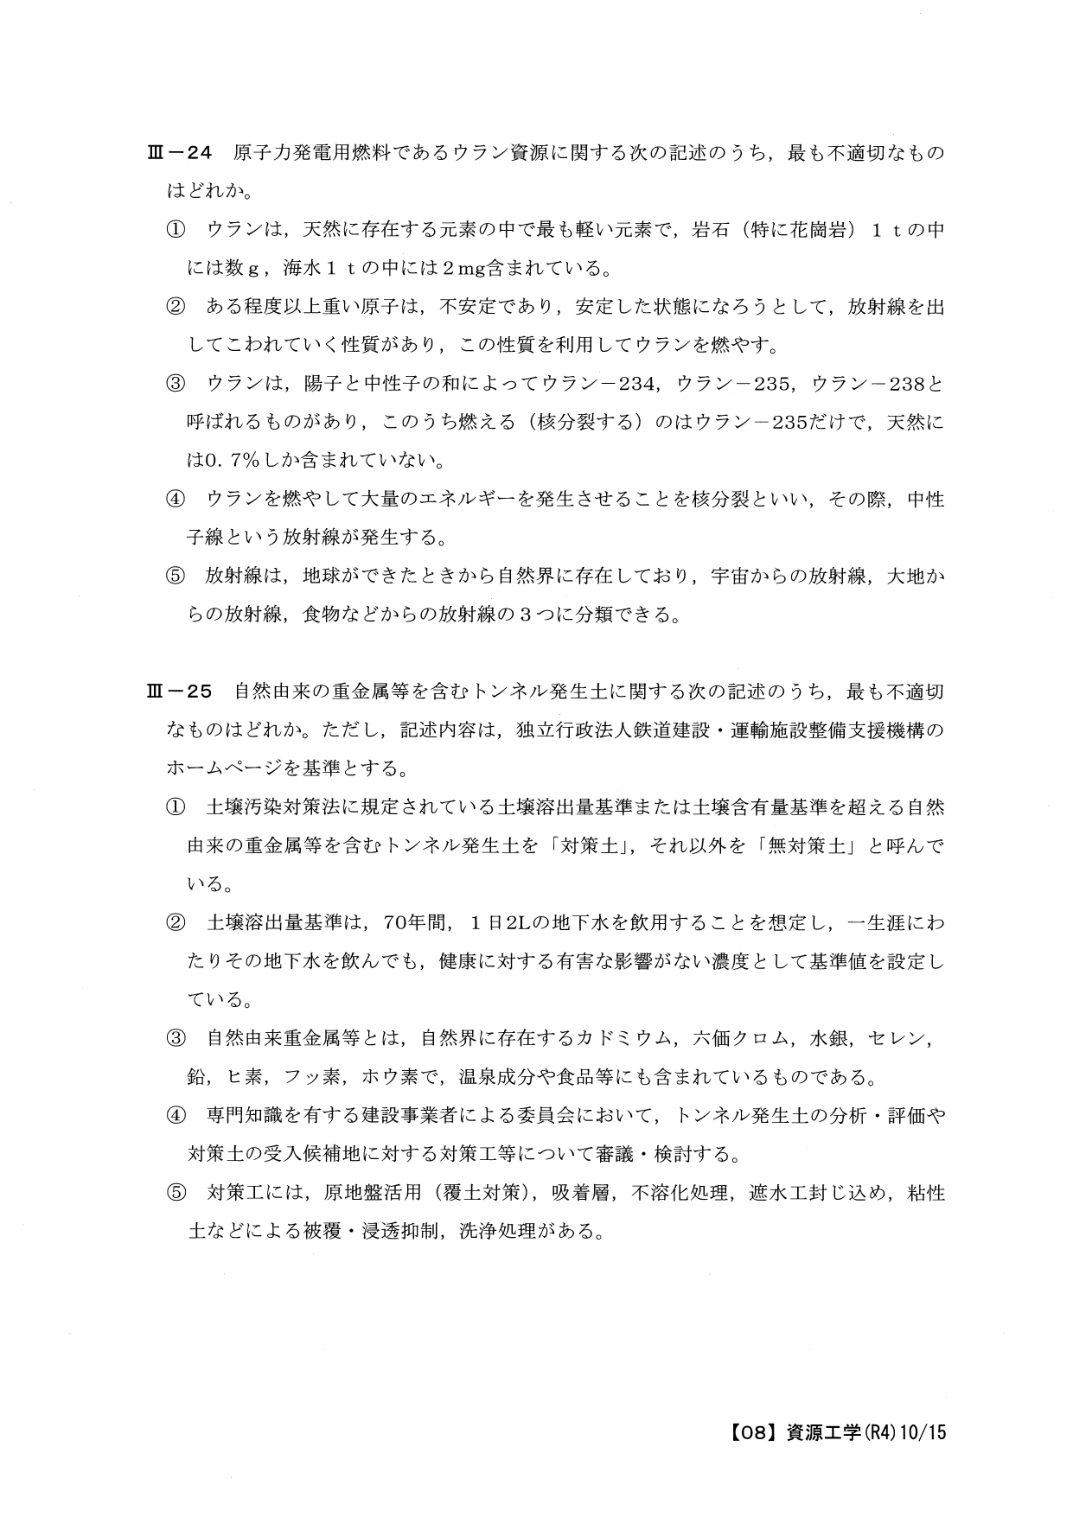 Ⅲ－24　原子力発電用燃料であるウラン資源に関する次の記述のうち，最も不適切なもの
はどれか。
①　ウランは，天然に存在する元素の中で最も軽い元素で，岩石（特に花崗岩）１ｔの中
には数ｇ，海水１ｔの中には２mg含まれている。
②　ある程度以上重い原子は，不安定であり，安定した状態になろうとして，放射線を出
してこわれていく性質があり，この性質を利用してウランを燃やす。
③　ウランは，陽子と中性子の和によってウラン－234，ウラン－235，ウラン－238と
呼ばれるものがあり，このうち燃える（核分裂する）のはウラン－235だけで，天然に
は0.7％しか含まれていない。
④　ウランを燃やして大量のエネルギーを発生させることを核分裂といい，その際，中性
子線という放射線が発生する。
⑤　放射線は，地球ができたときから自然界に存在しており，宇宙からの放射線，大地か
らの放射線，食物などからの放射線の３つに分類できる。
Ⅲ－25　自然由来の重金属等を含むトンネル発生土に関する次の記述のうち，最も不適切
なものはどれか。ただし，記述内容は，独立行政法人鉄道建設・運輸施設整備支援機構の
ホームページを基準とする。
①　土壌汚染対策法に規定されている土壌溶出量基準または土壌含有量基準を超える自然
由来の重金属等を含むトンネル発生土を「対策土」，それ以外を「無対策土」と呼んで
いる。
②　土壌溶出量基準は，70年間，１日2Lの地下水を飲用することを想定し，一生涯にわ
たりその地下水を飲んでも，健康に対する有害な影響がない濃度として基準値を設定し
ている。
③　自然由来重金属等とは，自然界に存在するカドミウム，六価クロム，水銀，セレン，
鉛，ヒ素，フッ素，ホウ素で，温泉成分や食品等にも含まれているものである。
④　専門知識を有する建設事業者による委員会において，トンネル発生土の分析・評価や
対策土の受入候補地に対する対策工等について審議・検討する。
⑤　対策工には，原地盤活用（覆土対策），吸着層，不溶化処理，遮水工封じ込め，粘性
土などによる被覆・浸透抑制，洗浄処理がある。
【08】資源工学(R4)10/15